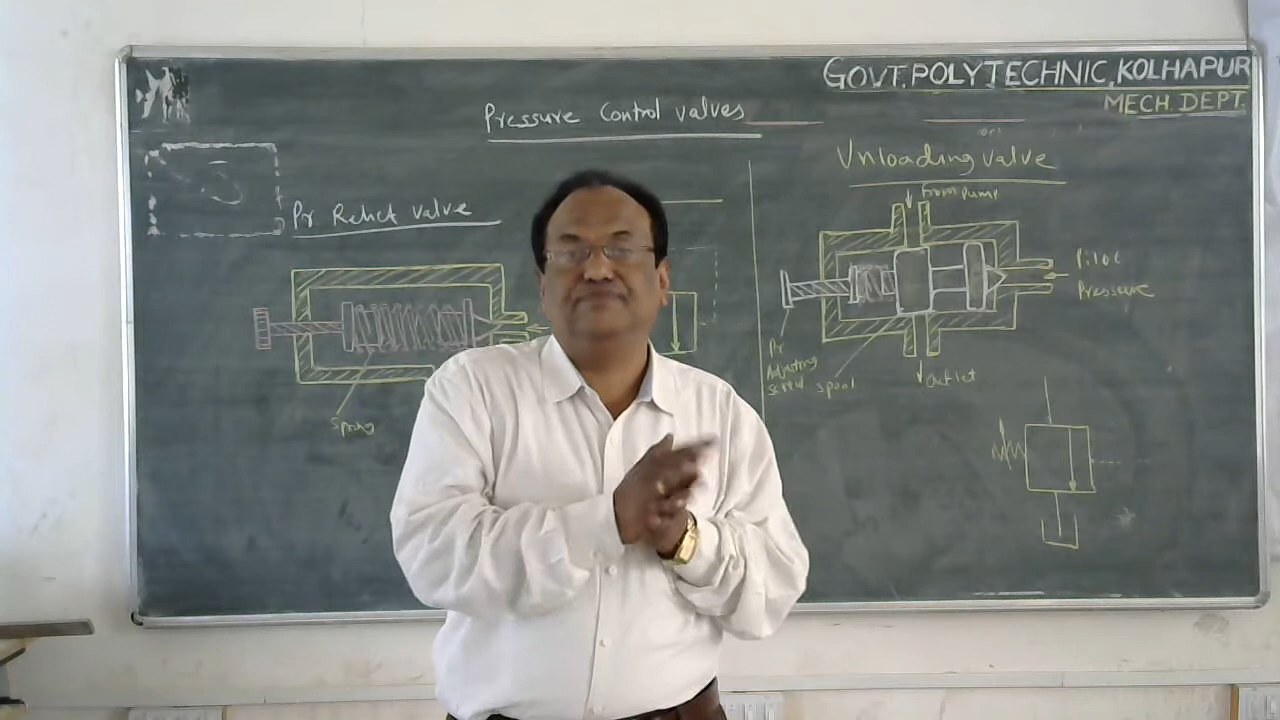 GOVT. POLYTECHNIC, KOLHAPUR
MECH. DEPT.
Pressure Control valves
Pr Relief valve
spring
Unloading valve
from pump
Pilot
Pressure
Pr
Adjusting
screw
spool
outlet